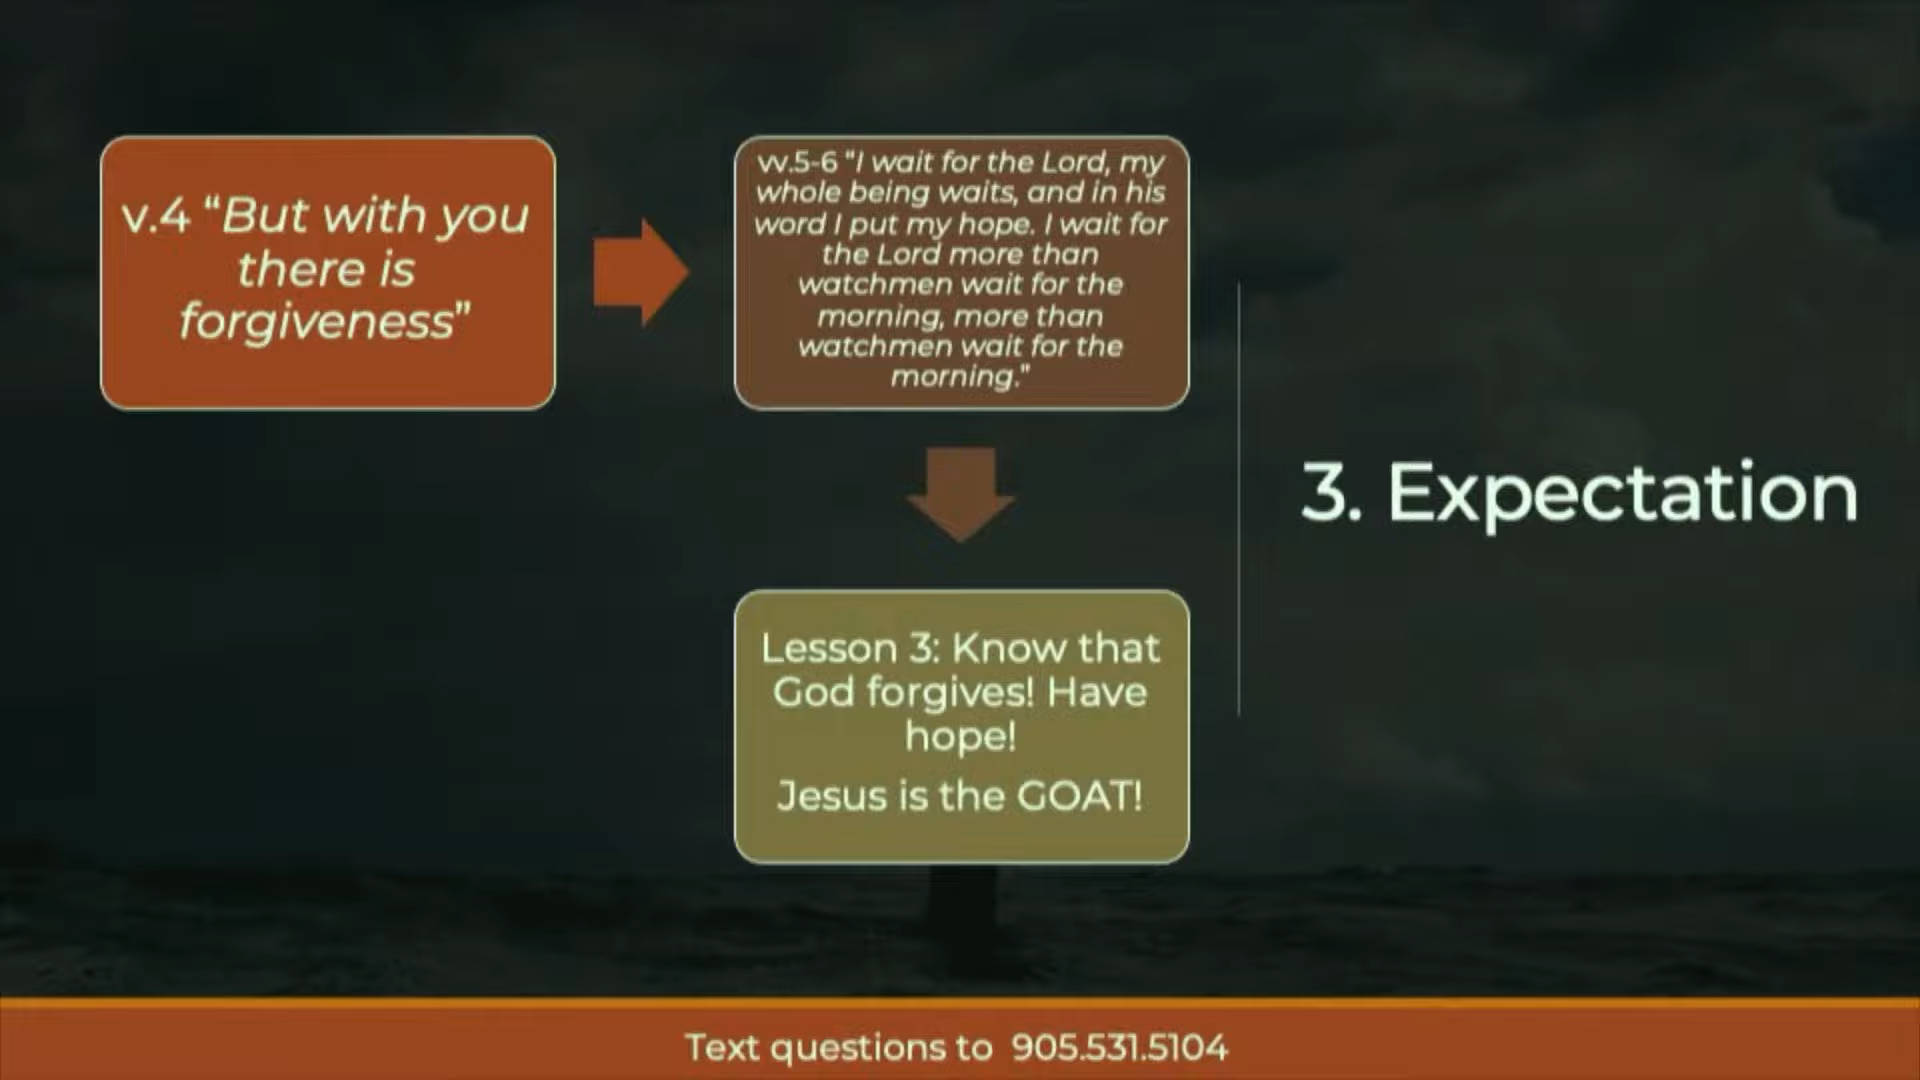 v.4 “But with you
there is
forgiveness”
vv.5-6 “I wait for the Lord, my
whole being waits, and in his
word I put my hope. I wait for
the Lord more than
watchmen wait for the
morning, more than
watchmen wait for the
morning.”
Lesson 3: Know that
God forgives! Have
hope!
Jesus is the GOAT!
3. Expectation
Text questions to 905.531.5104